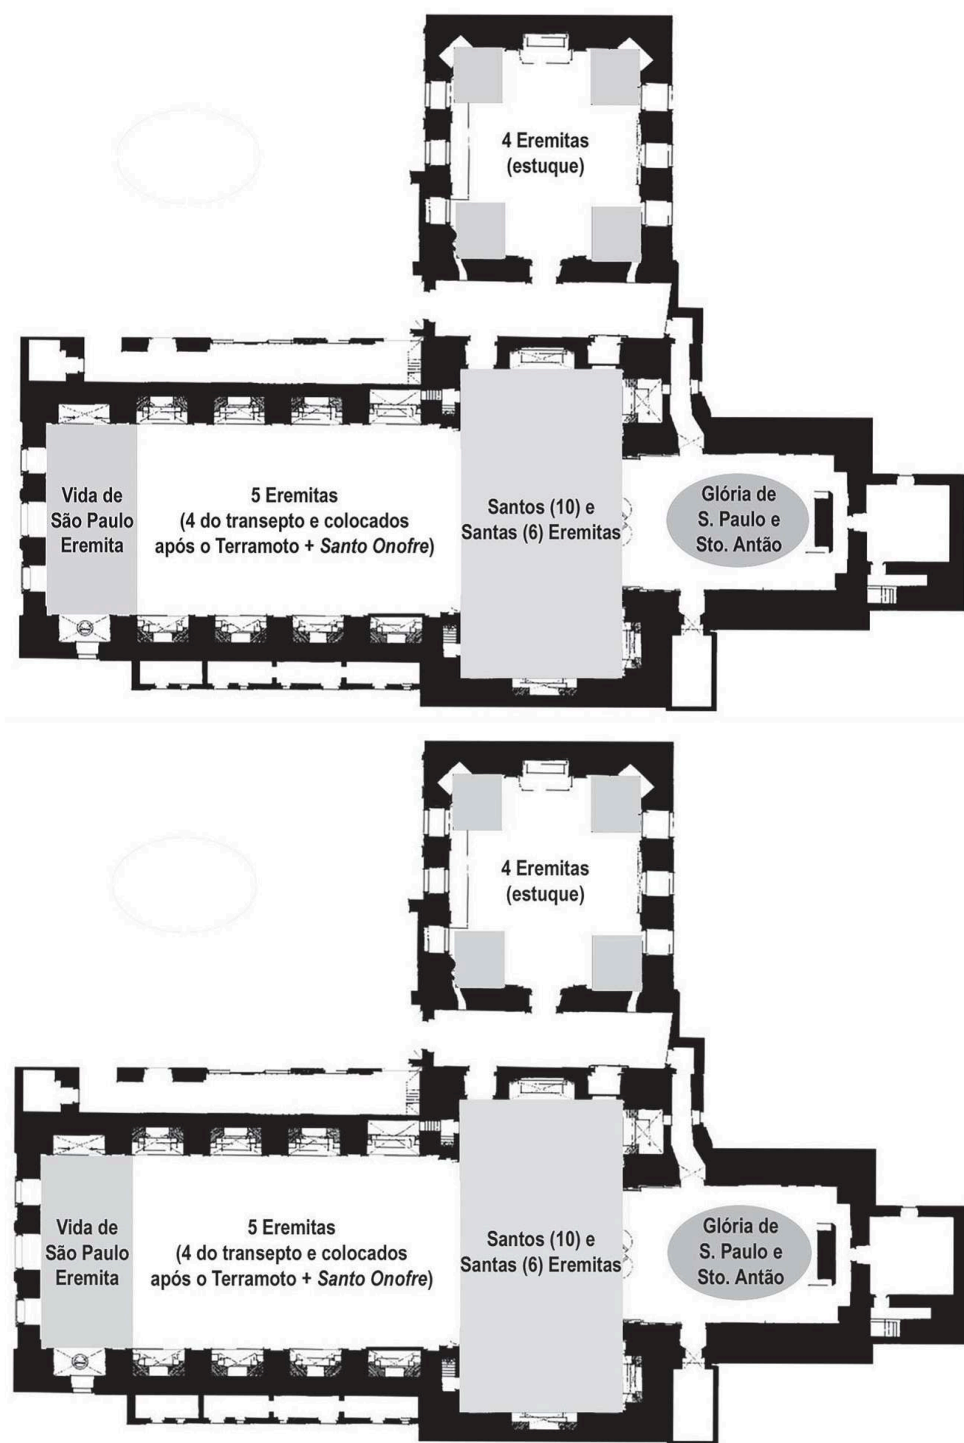 4 Eremitas
(estuque)
Vida de
São Paulo
Eremita
5 Eremitas
(4 do transepto e colocados
após o Terramoto + Santo Onofre)
Santos (10) e
Santas (6) Eremitas
Glória de
S. Paulo e
Sto. Antão
4 Eremitas
(estuque)
Vida de
São Paulo
Eremita
5 Eremitas
(4 do transepto e colocados
após o Terramoto + Santo Onofre)
Santos (10) e
Santas (6) Eremitas
Glória de
S. Paulo e
Sto. Antão